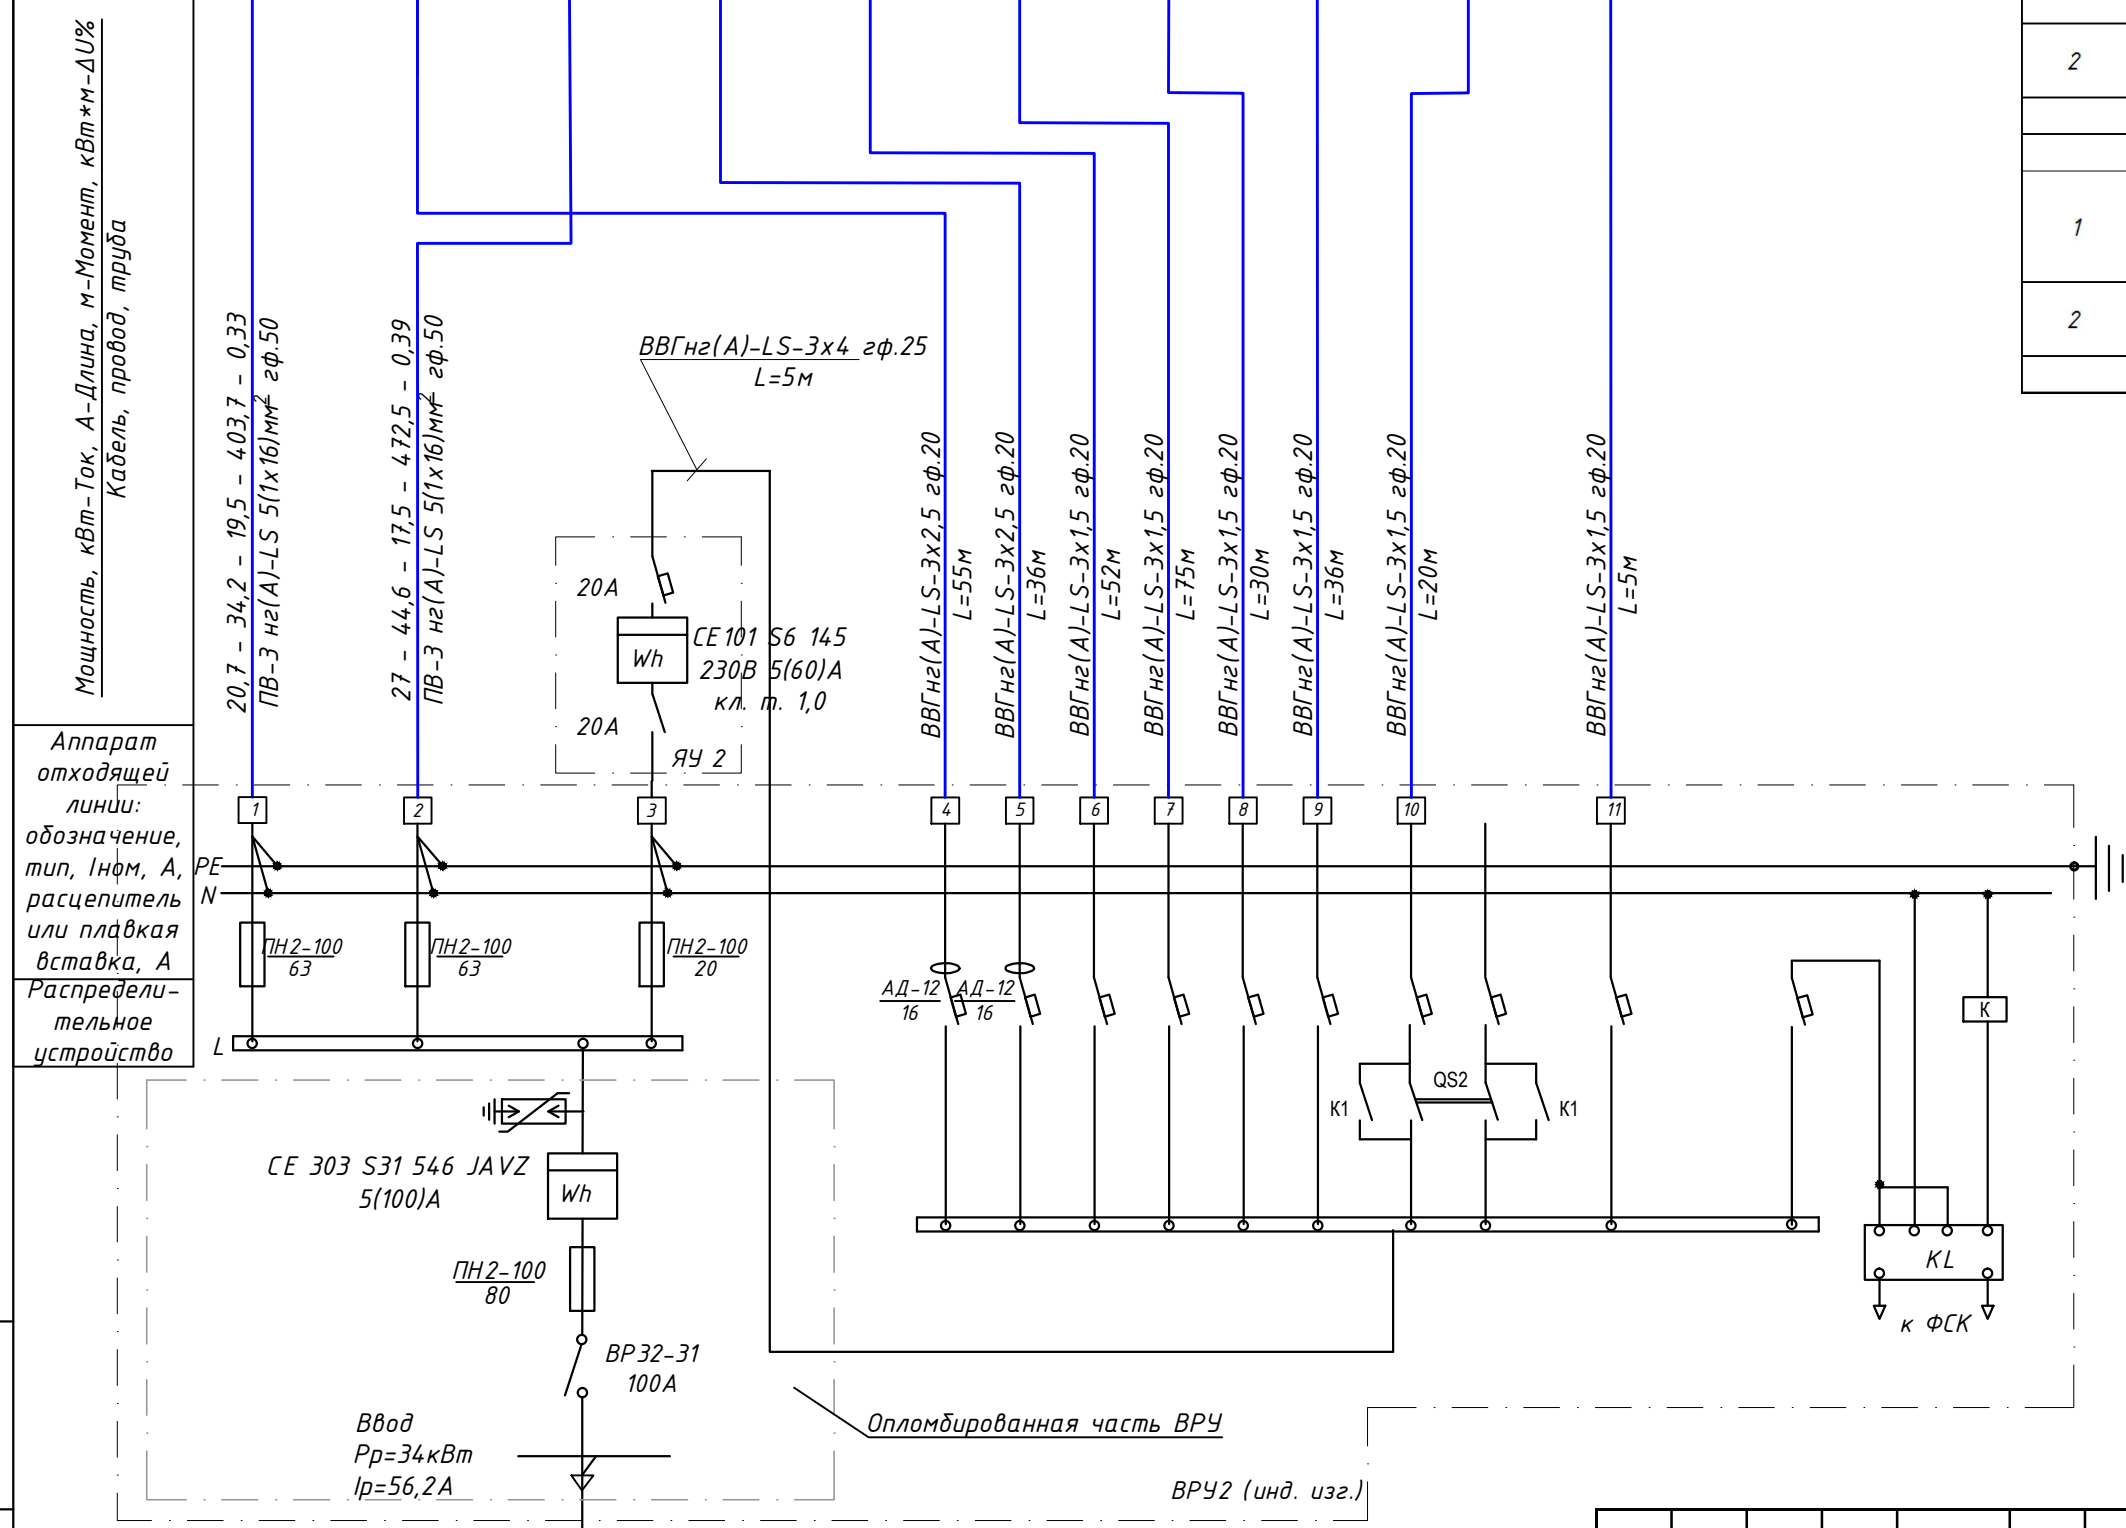 Мощность, кВт-Ток, А-Длина, м-Момент, кВт*м-ΔU%
Кабель, провод, труба
Аппарат
отходящей
линии:
обозначение,
тип, Iном, А,
расцепитель
или плавкая
вставка, А
Распредели-
тельное
устройство
20,7 - 34,2 - 19,5 - 403,7 - 0,33
ПВ-3 нг(А)-LS 5(1х16)мм² гф.50
27 - 44,6 - 17,5 - 472,5 - 0,39
ПВ-3 нг(А)-LS 5(1х16)мм² гф.50
ВВГнг(А)-LS-3х4 гф.25
L=5м
20А
СЕ101 S6 145
Wh
230В 5(60)А
кл. т. 1,0
20А
ЯУ 2
ВВГнг(А)-LS-3х2,5 гф.20
L=55м
ВВГнг(А)-LS-3х2,5 гф.20
L=36м
ВВГнг(А)-LS-3х1,5 гф.20
L=52м
ВВГнг(А)-LS-3х1,5 гф.20
L=75м
ВВГнг(А)-LS-3х1,5 гф.20
L=30м
ВВГнг(А)-LS-3х1,5 гф.20
L=36м
ВВГнг(А)-LS-3х1,5 гф.20
L=20м
ВВГнг(А)-LS-3х1,5 гф.20
L=5м
2
1
2
1 2 3 4 5 6 7 8 9 10 11
PE
N
ПН2-100
63
ПН2-100
63
ПН2-100
20
АД-12
16
АД-12
16
K
L
K1 QS2 K1
СЕ 303 S31 546 JAVZ
5(100)А
Wh
ПН2-100
80
ВР32-31
100А
KL
к ФСК
Ввод
Рр=34кВт
Iр=56,2А
Опломбированная часть ВРУ
ВРУ2 (инд. изг.)